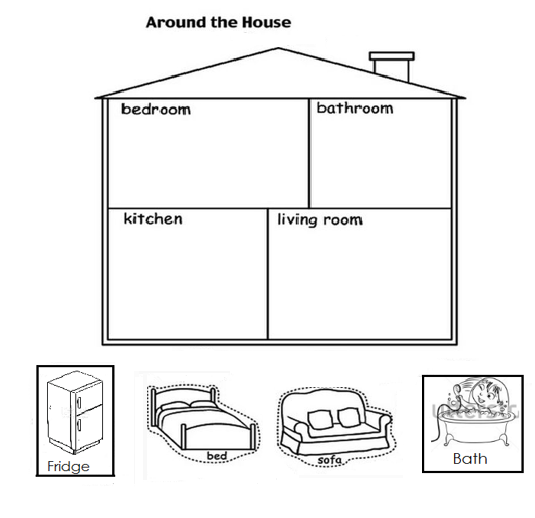 Around the House
bedroom
bathroom
kitchen
living room
Fridge
bed
sofa
Bath